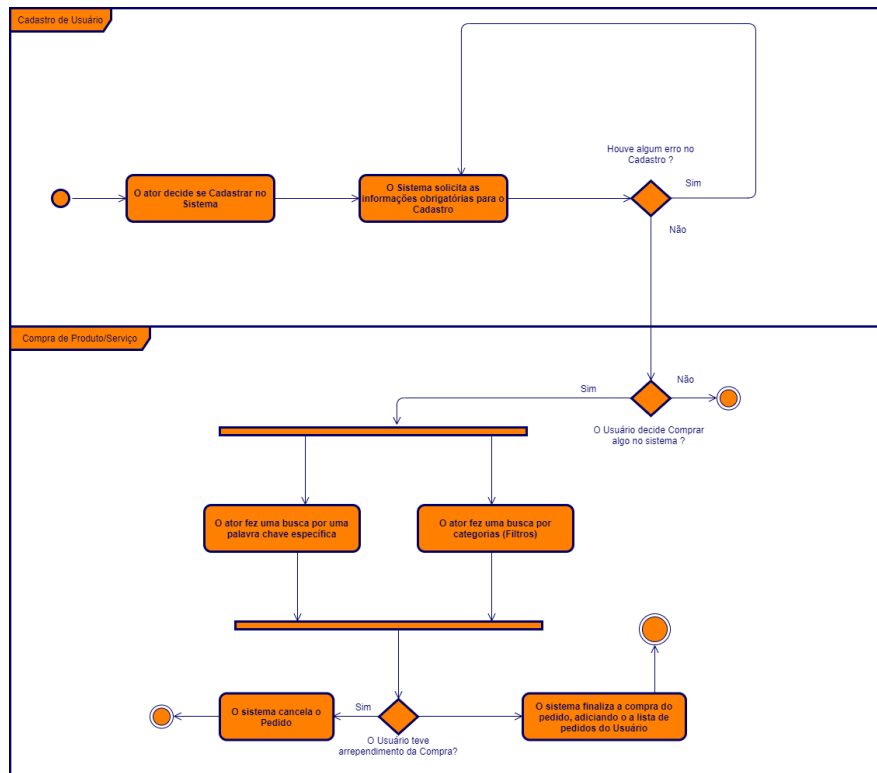 Cadastro de Usuário
Houve algum erro no
Cadastro ?
Sim
O ator decide se Cadastrar no
Sistema
O Sistema solicita as
informações obrigatórias para o
Cadastro
Não
Compra de Produto/Serviço
Sim
Não
O Usuário decide Comprar
algo no sistema ?
O ator fez uma busca por uma
palavra chave específica
O ator fez uma busca por
categorias (Filtros)
O sistema cancela o
Pedido
Sim
O Usuário teve
arrependimento da Compra?
O sistema finaliza a compra do
pedido, adiciando o a lista de
pedidos do Usuário